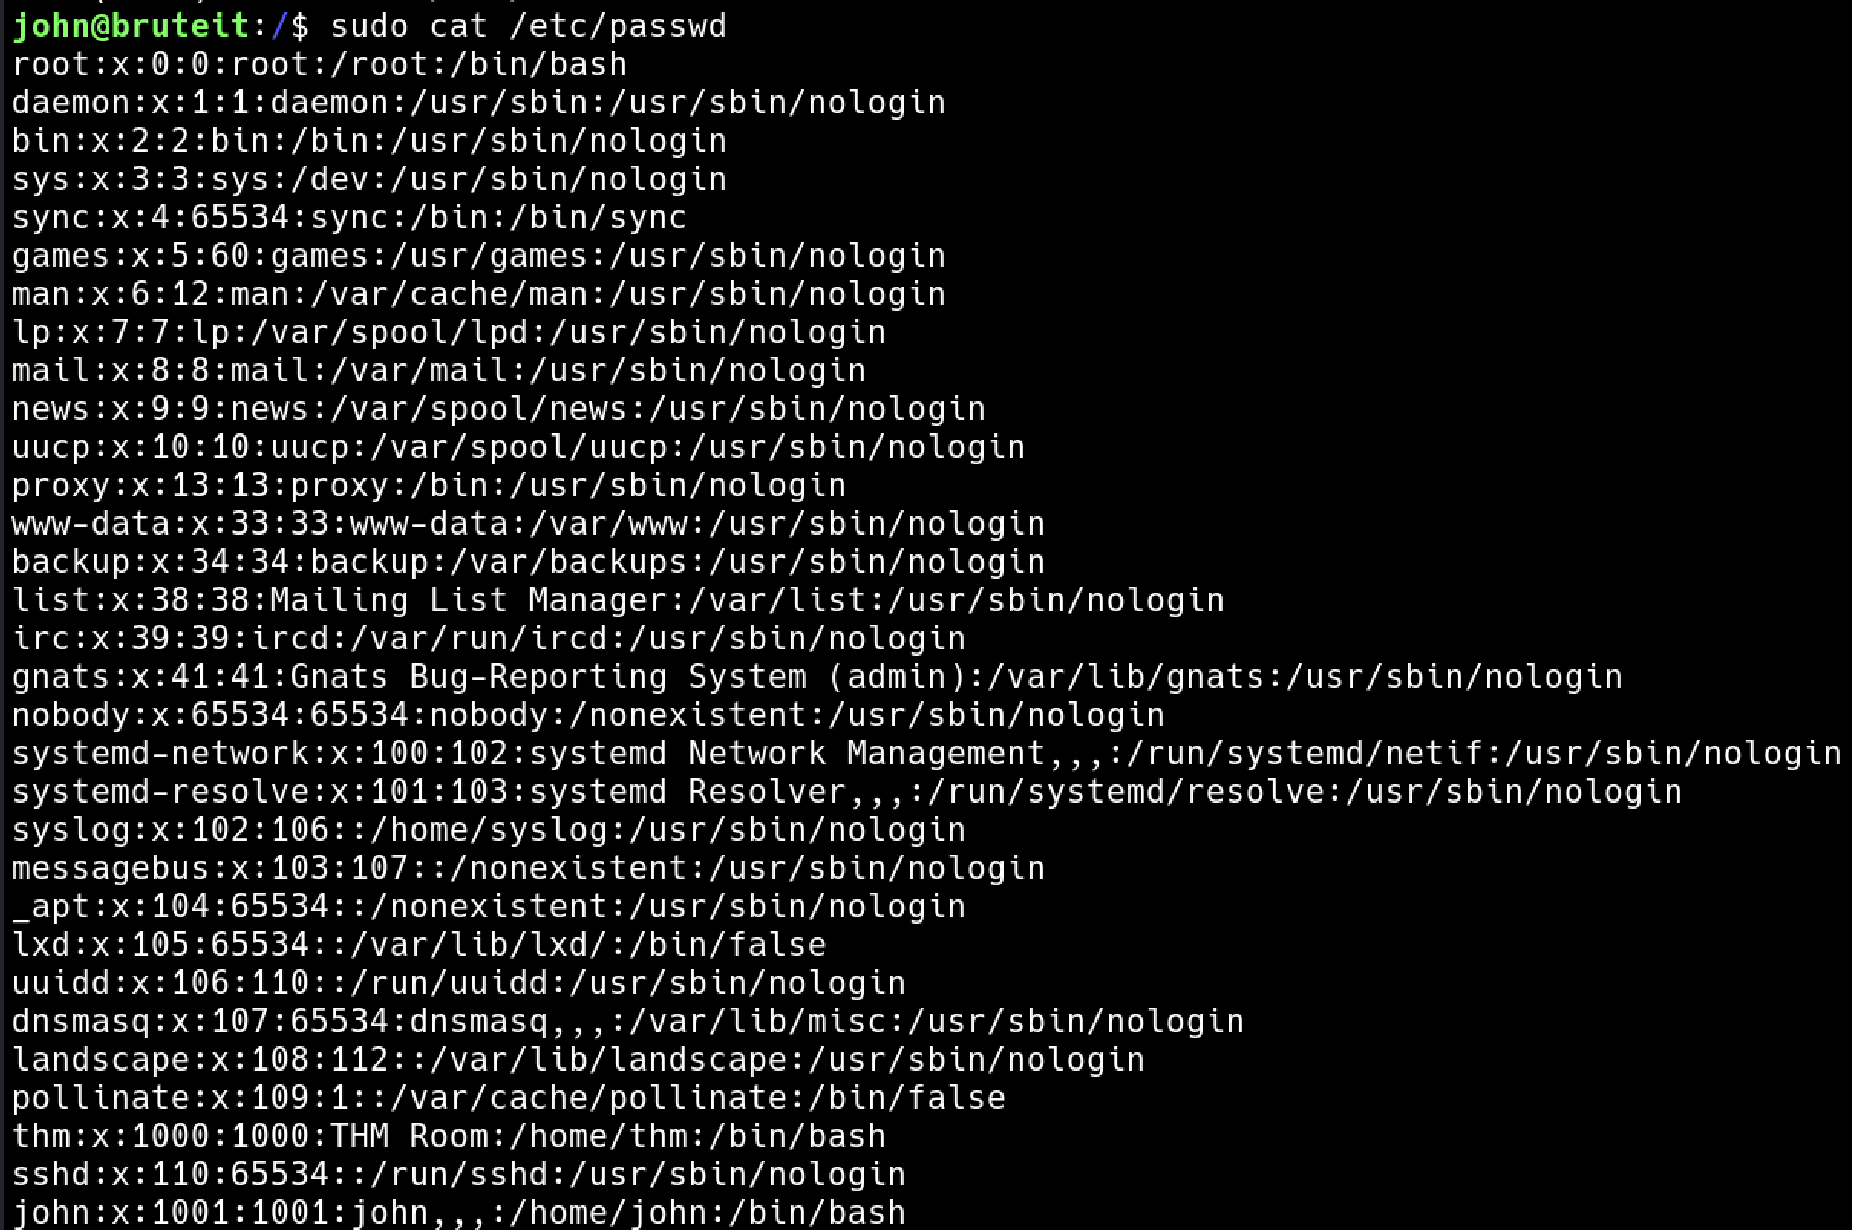 john@bruteit:/$ sudo cat /etc/passwd
root:x:0:0:root:/root:/bin/bash
daemon:x:1:1:daemon:/usr/sbin:/usr/sbin/nologin
bin:x:2:2:bin:/bin:/usr/sbin/nologin
sys:x:3:3:sys:/dev:/usr/sbin/nologin
sync:x:4:65534:sync:/bin:/bin/sync
games:x:5:60:games:/usr/games:/usr/sbin/nologin
man:x:6:12:man:/var/cache/man:/usr/sbin/nologin
lp:x:7:7:lp:/var/spool/lpd:/usr/sbin/nologin
mail:x:8:8:mail:/var/mail:/usr/sbin/nologin
news:x:9:9:news:/var/spool/news:/usr/sbin/nologin
uucp:x:10:10:uucp:/var/spool/uucp:/usr/sbin/nologin
proxy:x:13:13:proxy:/bin:/usr/sbin/nologin
www-data:x:33:33:www-data:/var/www:/usr/sbin/nologin
backup:x:34:34:backup:/var/backups:/usr/sbin/nologin
list:x:38:38:Mailing List Manager:/var/list:/usr/sbin/nologin
irc:x:39:39:ircd:/var/run/ircd:/usr/sbin/nologin
gnats:x:41:41:Gnats Bug-Reporting System (admin):/var/lib/gnats:/usr/sbin/nologin
nobody:x:65534:65534:nobody:/nonexistent:/usr/sbin/nologin
systemd-network:x:100:102:systemd Network Management,,,:/run/systemd/netif:/usr/sbin/nologin
systemd-resolve:x:101:103:systemd Resolver,,,:/run/systemd/resolve:/usr/sbin/nologin
syslog:x:102:106::/home/syslog:/usr/sbin/nologin
messagebus:x:103:107::/nonexistent:/usr/sbin/nologin
_apt:x:104:65534::/nonexistent:/usr/sbin/nologin
lxd:x:105:65534::/var/lib/lxd/:/bin/false
uuidd:x:106:110::/run/uuidd:/usr/sbin/nologin
dnsmasq:x:107:65534:dnsmasq,,,:/var/lib/misc:/usr/sbin/nologin
landscape:x:108:112::/var/lib/landscape:/usr/sbin/nologin
pollinate:x:109:1::/var/cache/pollinate:/bin/false
thm:x:1000:1000:THM Room:/home/thm:/bin/bash
sshd:x:110:65534::/run/sshd:/usr/sbin/nologin
john:x:1001:1001:john,,,:/home/john:/bin/bash